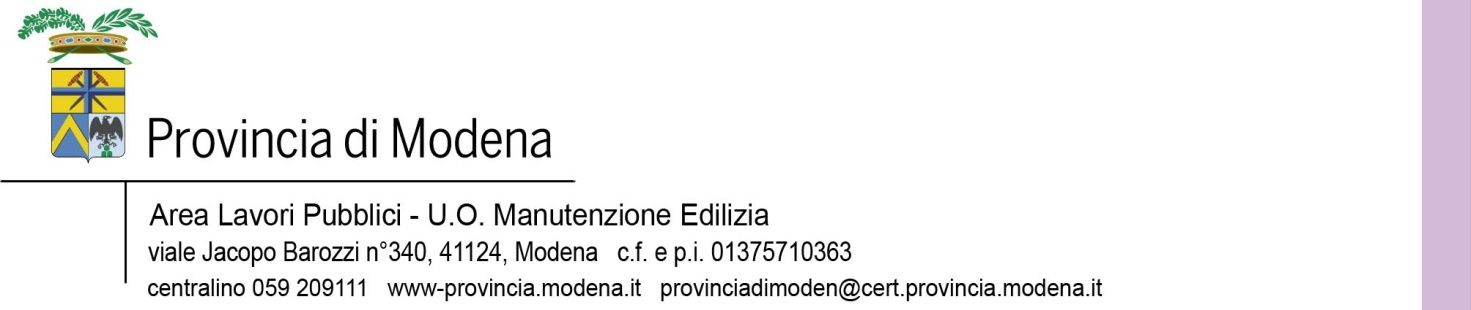 Provincia di Modena
Area Lavori Pubblici - U.O. Manutenzione Edilizia
viale Jacopo Barozzi n°340, 41124, Modena c.f. e p.i. 01375710363
centralino 059 209111 www-provincia.modena.it provinciadimoden@cert.provincia.modena.it